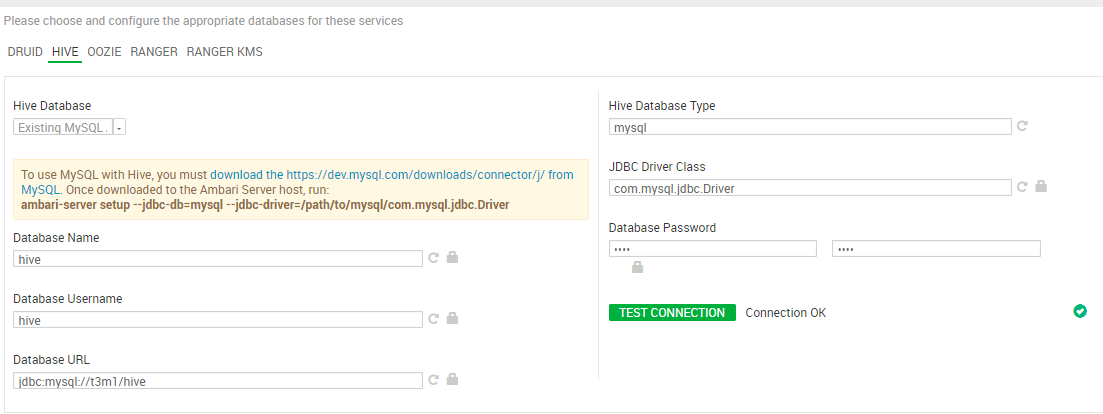 Please choose and configure the appropriate databases for these services
DRUID HIVE OOZIE RANGER RANGER KMS
Hive Database
Existing MySQL /
To use MySQL with Hive, you must download the https://dev.mysql.com/downloads/connector/j/ from
MySQL. Once downloaded to the Ambari Server host, run:
ambari-server setup --jdbc-db=mysql --jdbc-driver=/path/to/mysql/com.mysql.jdbc.Driver
Database Name
hive
Database Username
hive
Database URL
jdbc:mysql://t3m1/hive
Hive Database Type
mysql
JDBC Driver Class
com.mysql.jdbc.Driver
Database Password
•••• ••••
TEST CONNECTION Connection OK